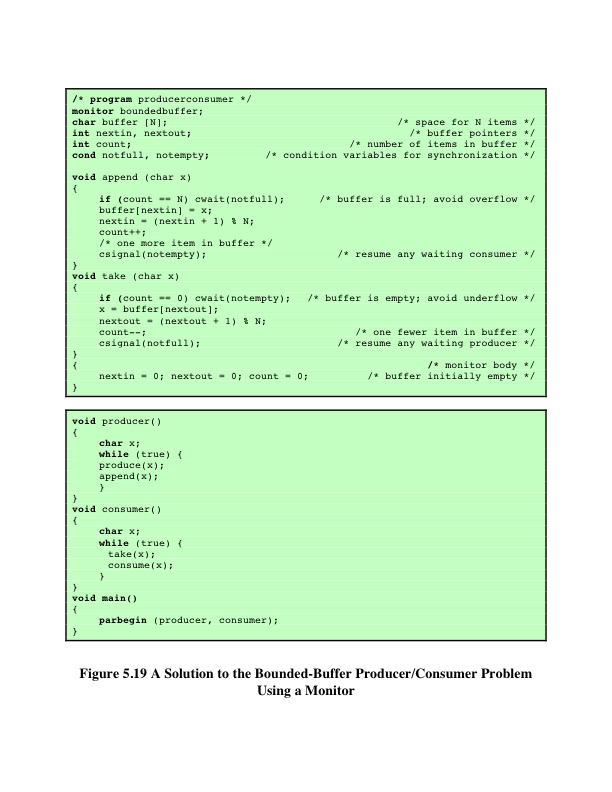 /* program producerconsumer */
monitor boundedbuffer;
char buffer [N]; /* space for N items */
int nextin, nextout; /* buffer pointers */
int count; /* number of items in buffer */
cond notfull, notempty; /* condition variables for synchronization */
void append (char x)
{
if (count == N) cwait(notfull); /* buffer is full; avoid overflow */
buffer[nextin] = x;
nextin = (nextin + 1) % N;
count++;
/* one more item in buffer */
csignal(notempty); /* resume any waiting consumer */
}
void take (char x)
{
if (count == 0) cwait(notempty); /* buffer is empty; avoid underflow */
x = buffer[nextout];
nextout = (nextout + 1) % N;
count--; /* one fewer item in buffer */
csignal(notfull); /* resume any waiting producer */
}
{ /* monitor body */
nextin = 0; nextout = 0; count = 0; /* buffer initially empty */
}
void producer()
{
char x;
while (true) {
produce(x);
append(x);
}
}
void consumer()
{
char x;
while (true) {
take(x);
consume(x);
}
}
void main()
{
parbegin (producer, consumer);
}
Figure 5.19 A Solution to the Bounded-Buffer Producer/Consumer Problem
Using a Monitor